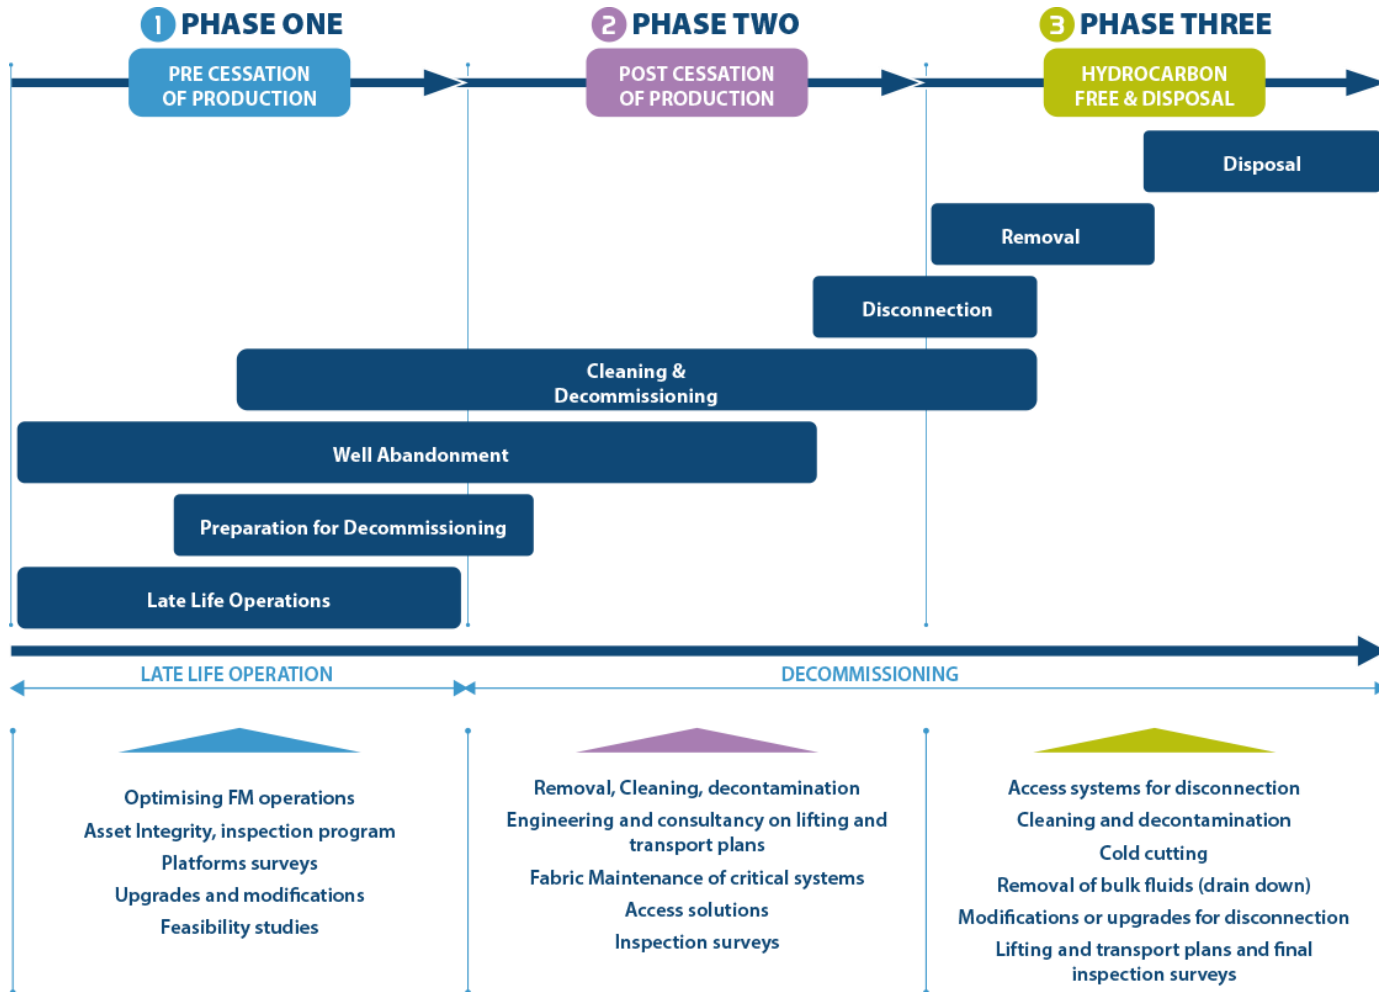 1 PHASE ONE
2 PHASE TWO
3 PHASE THREE
PRE CESSATION
OF PRODUCTION
POST CESSATION
OF PRODUCTION
HYDROCARBON
FREE & DISPOSAL
Disposal
Removal
Disconnection
Cleaning &
Decommissioning
Well Abandonment
Preparation for Decommissioning
Late Life Operations
LATE LIFE OPERATION
DECOMMISSIONING
Optimising FM operations
Asset Integrity, inspection program
Platforms surveys
Upgrades and modifications
Feasibility studies
Removal, Cleaning, decontamination
Engineering and consultancy on lifting and
transport plans
Fabric Maintenance of critical systems
Access solutions
Inspection surveys
Access systems for disconnection
Cleaning and decontamination
Cold cutting
Removal of bulk fluids (drain down)
Modifications or upgrades for disconnection
Lifting and transport plans and final
inspection surveys